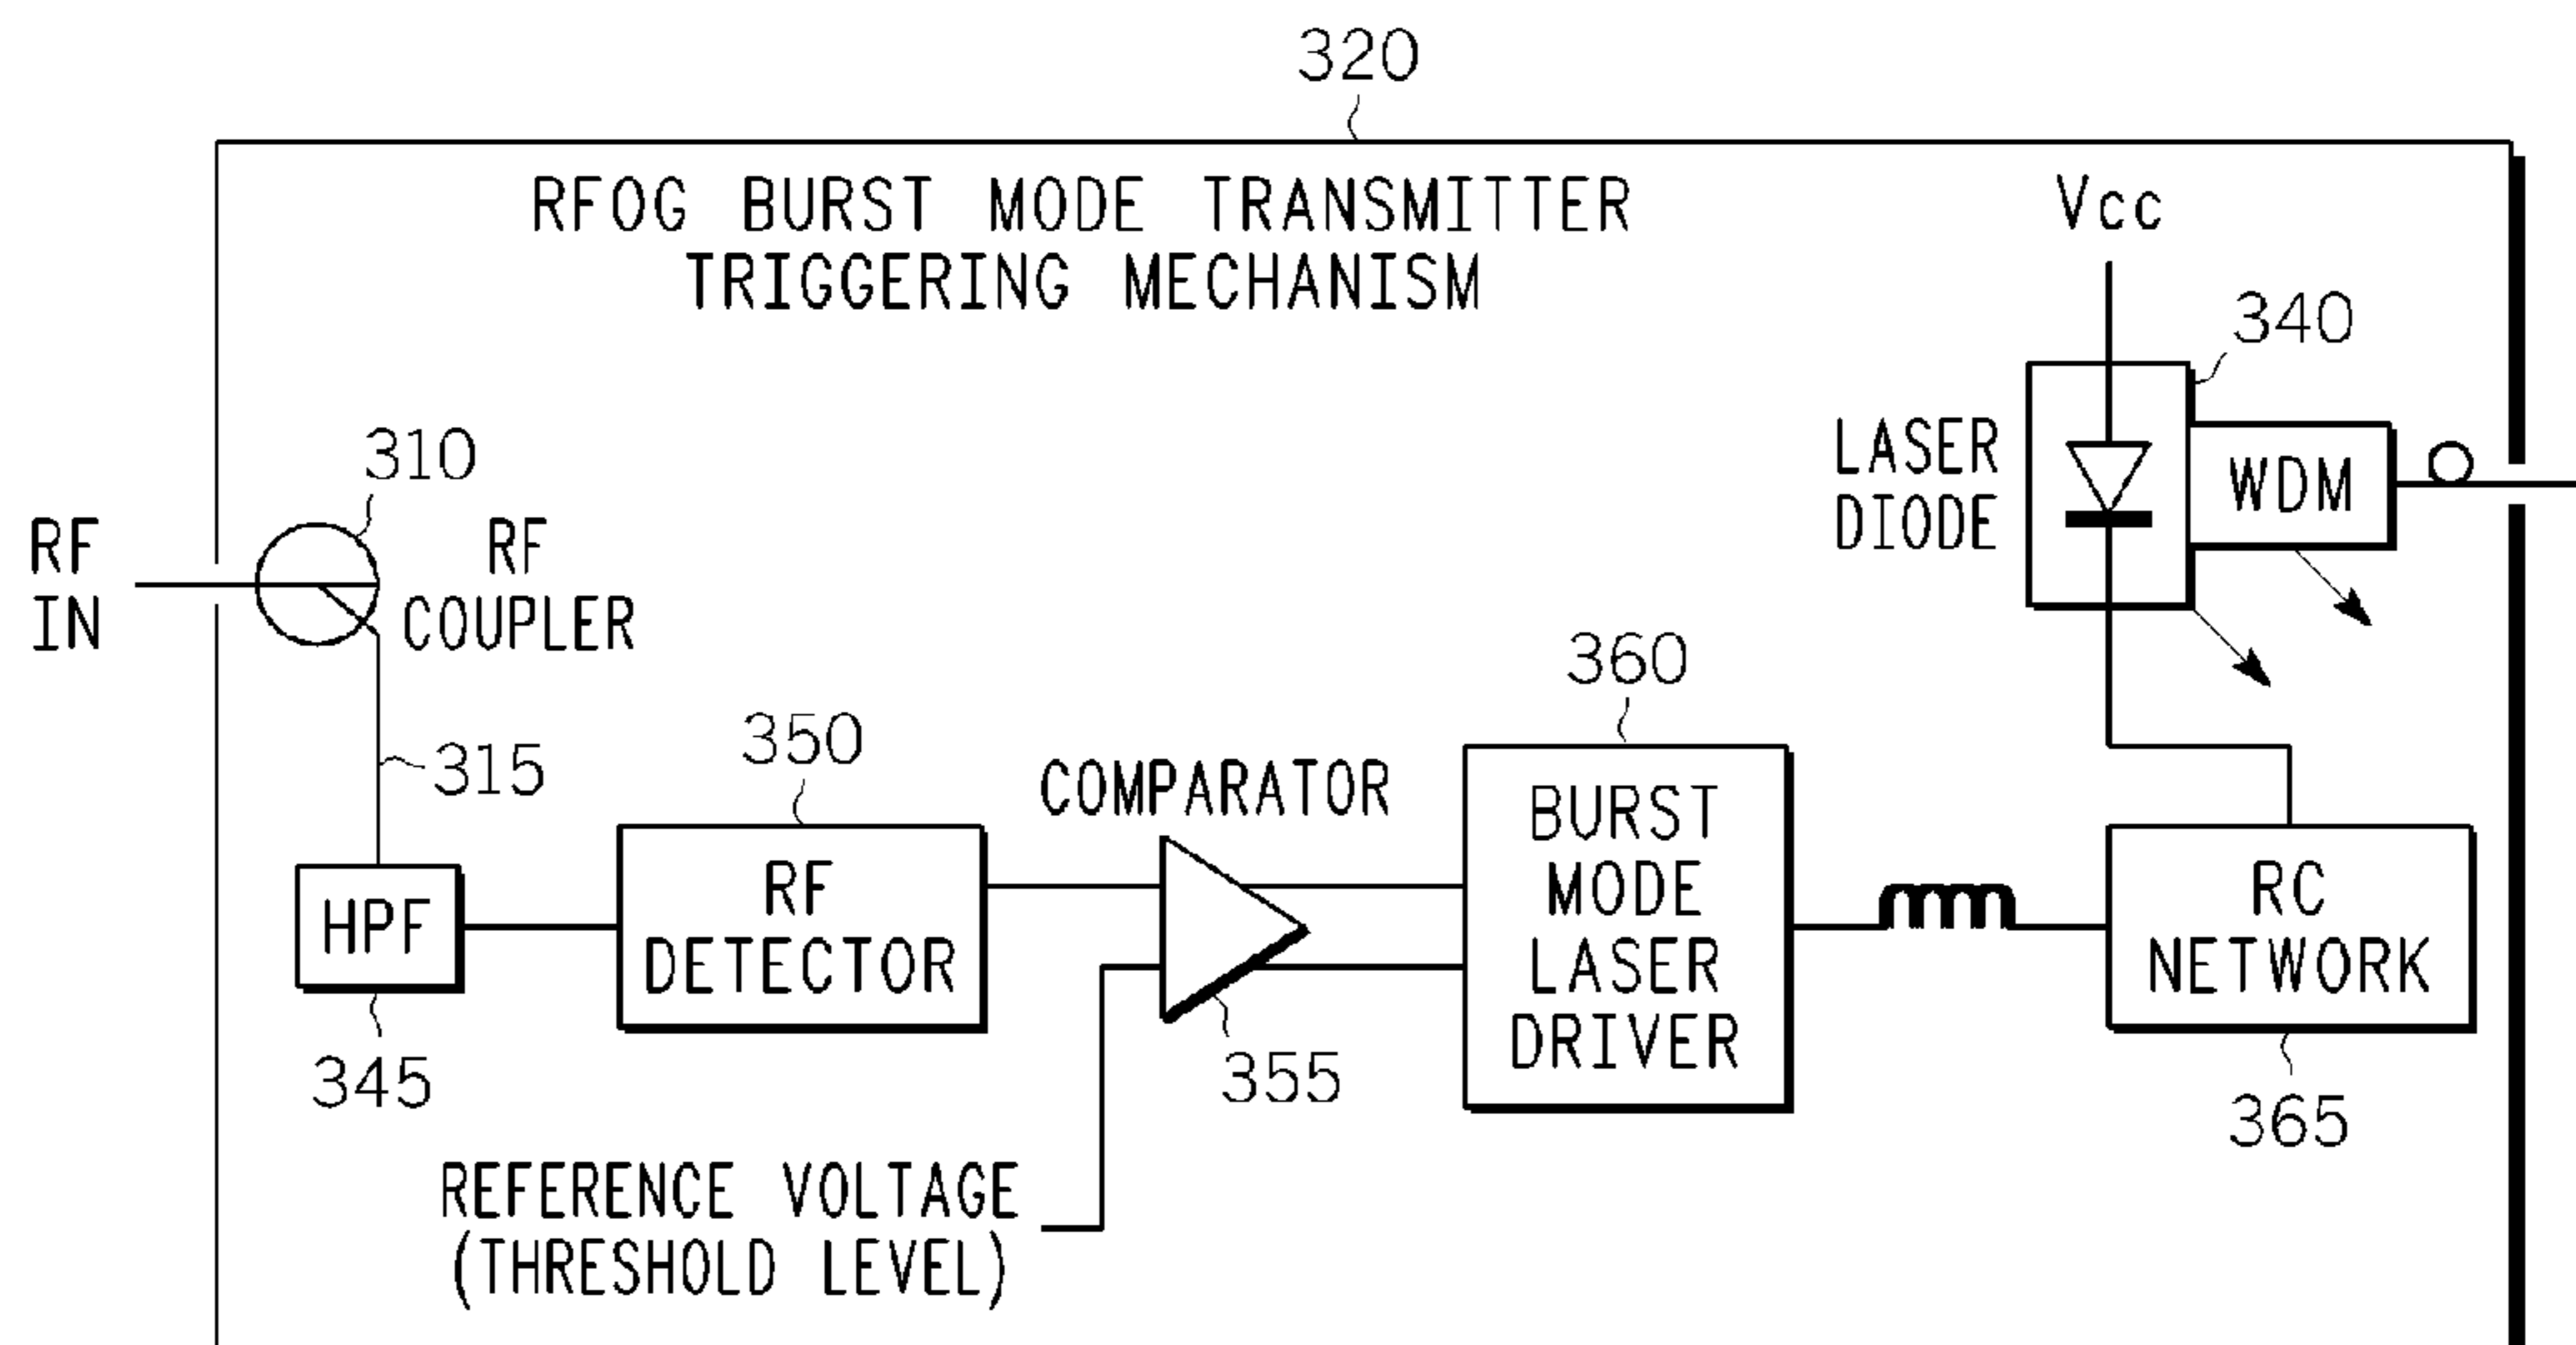 320
RFOG BURST MODE TRANSMITTER
TRIGGERING MECHANISM
Vcc
340
LASER
DIODE
WDM
310
RF
IN
RF
COUPLER
315
350
COMPARATOR
360
HPF
345
RF
DETECTOR
355
BURST
MODE
LASER
DRIVER
RC
NETWORK
365
REFERENCE VOLTAGE
(THRESHOLD LEVEL)